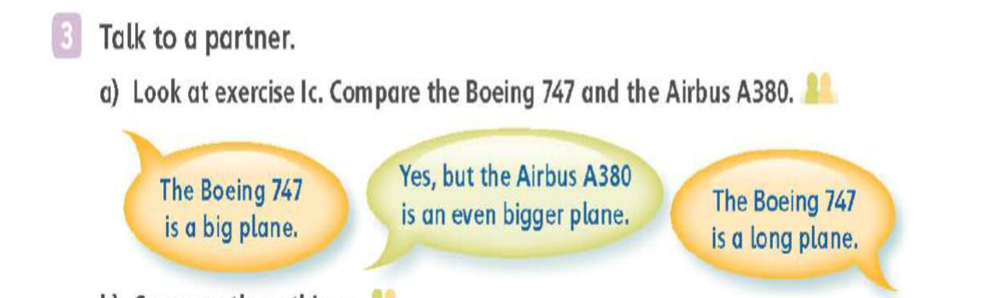 3 Talk to a partner.
a) Look at exercise 1c. Compare the Boeing 747 and the Airbus A380.
The Boeing 747
is a big plane.
Yes, but the Airbus A380
is an even bigger plane.
The Boeing 747
is a long plane.